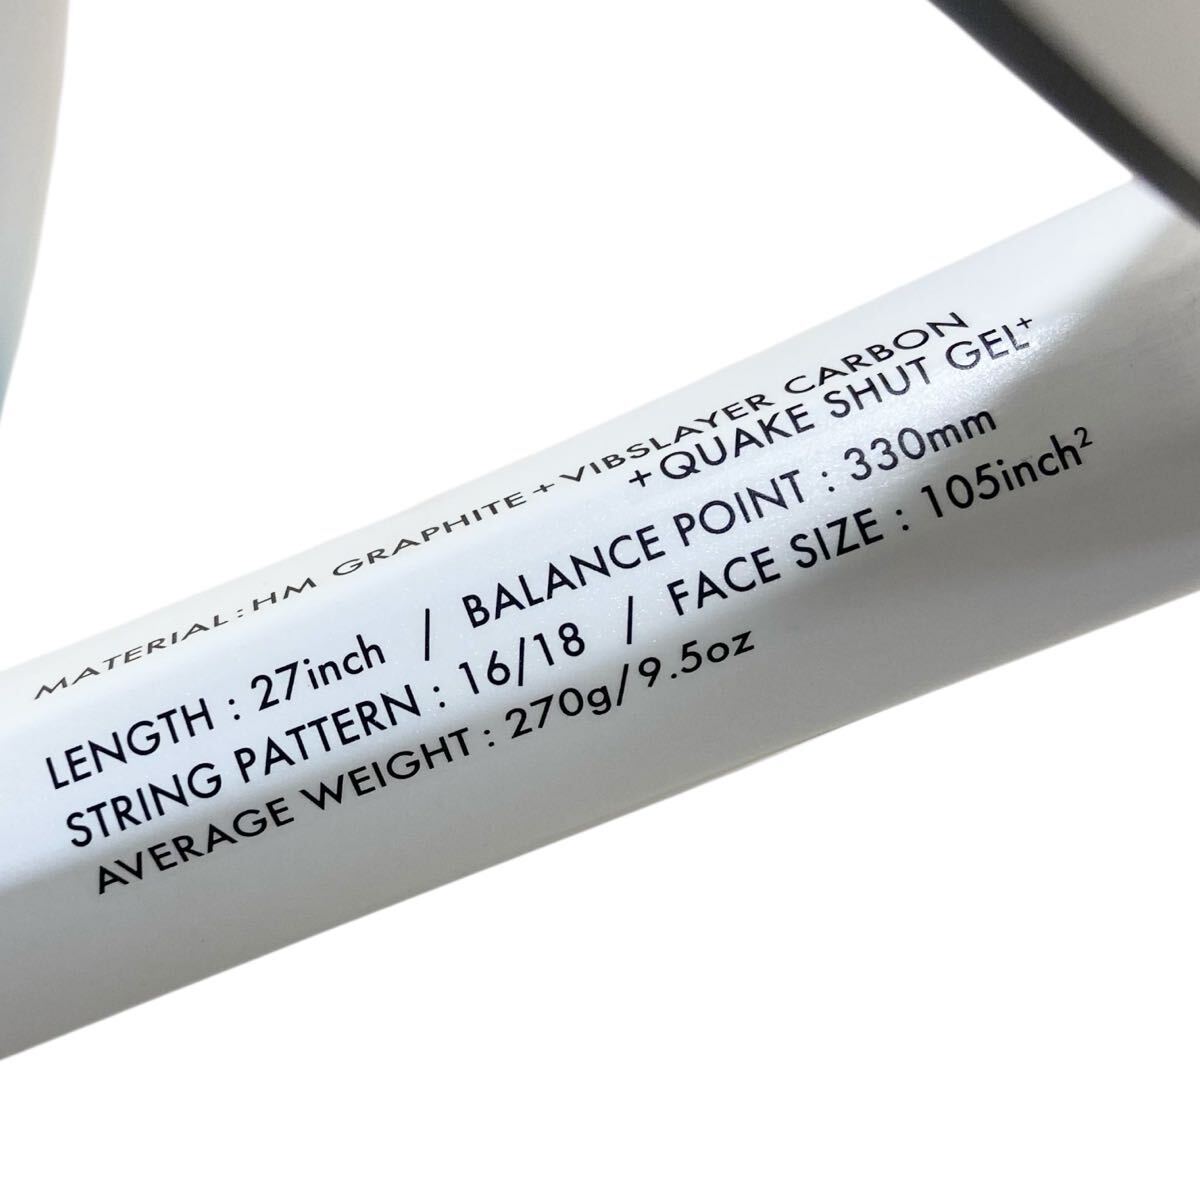 MATERIAL : HM GRAPHITE + VIBSLAYER CARBON
+QUAKE SHUT GEL⁺
LENGTH : 27inch / BALANCE POINT : 330mm
STRING PATTERN : 16/18 / FACE SIZE : 105inch²
AVERAGE WEIGHT : 270g/9.5oz